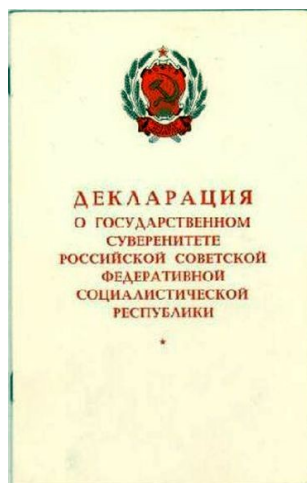 ДЕКЛАРАЦИЯ
О ГОСУДАРСТВЕННОМ
СУВЕРЕНИТЕТЕ
РОССИЙСКОЙ СОВЕТСКОЙ
ФЕДЕРАТИВНОЙ
СОЦИАЛИСТИЧЕСКОЙ
РЕСПУБЛИКИ